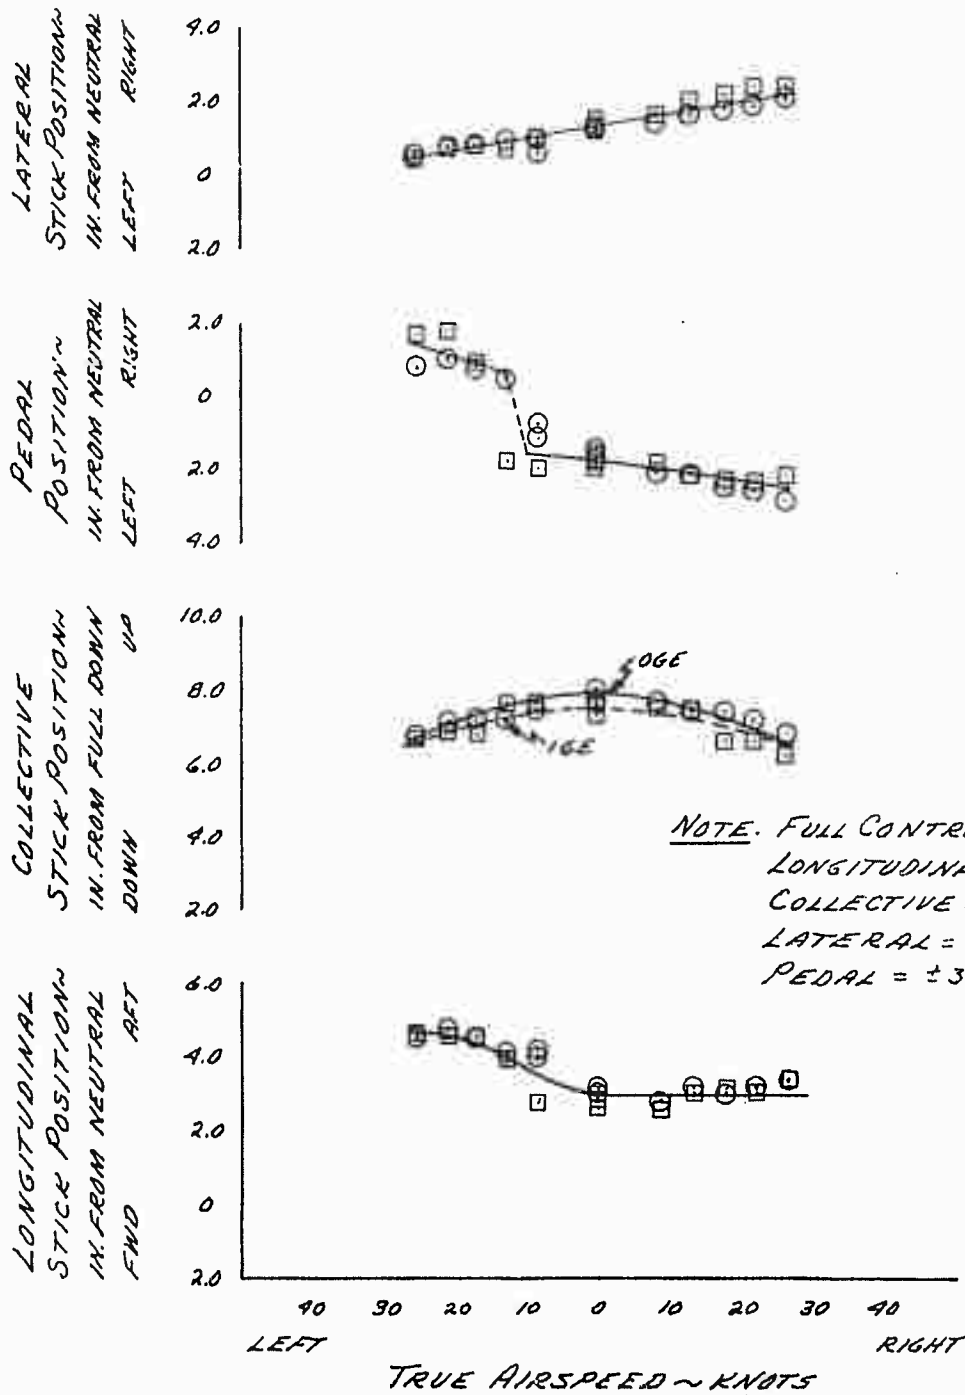 LATERAL
STICK POSITION~
IN. FROM NEUTRAL
LEFT RIGHT
4.0
2.0
0
2.0
PEDAL
POSITION~
IN. FROM NEUTRAL
LEFT RIGHT
2.0
0
2.0
4.0
COLLECTIVE
STICK POSITION~
IN. FROM FULL DOWN
DOWN UP
10.0
8.0
6.0
4.0
2.0
OGE
IGE
NOTE. FULL CONTR
LONGITUDINA
COLLECTIVE
LATERAL =
PEDAL = ±3
LONGITUDINAL
STICK POSITION~
IN. FROM NEUTRAL
FWD AFT
6.0
4.0
2.0
0
2.0
40 30 20 10 0 10 20 30 40
LEFT RIGHT
TRUE AIRSPEED ~ KNOTS